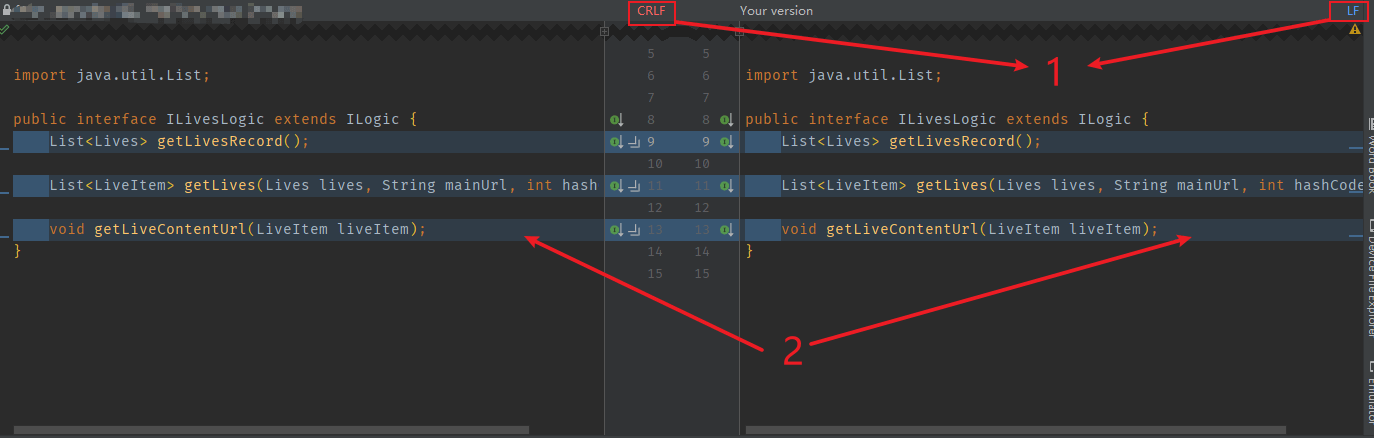 CRLF
Your version
LF
5 5
import java.util.List; 6 6 import java.util.List;
7 7
public interface ILivesLogic extends ILogic { 8 8 public interface ILivesLogic extends ILogic {
List<Lives> getLivesRecord(); 9 9 List<Lives> getLivesRecord();
10 10
List<LiveItem> getLives(Lives lives, String mainUrl, int hash 11 11 List<LiveItem> getLives(Lives lives, String mainUrl, int hashCode
12 12
void getLiveContentUrl(LiveItem liveItem); 13 13 void getLiveContentUrl(LiveItem liveItem);
} 14 14 }
15 15
1
2
Word Book
Device File Explorer
Emulator